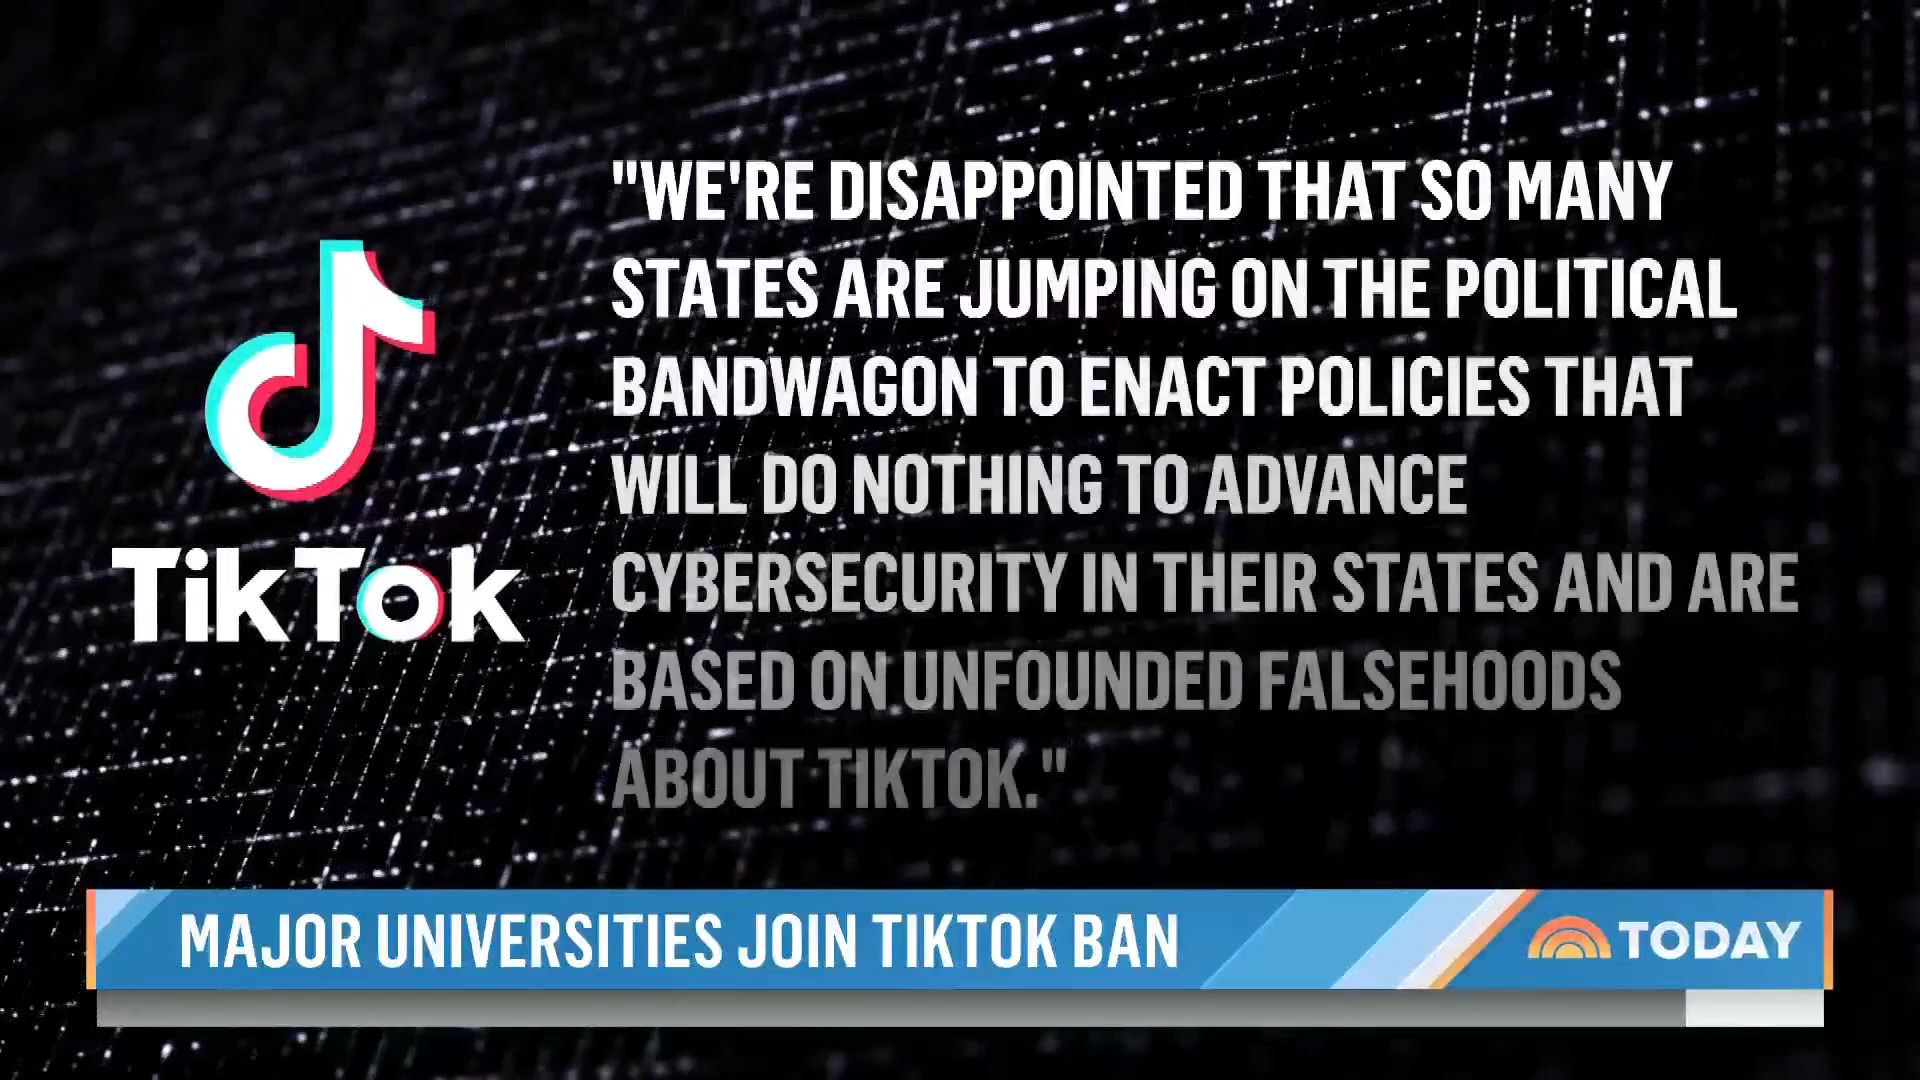 "WE'RE DISAPPOINTED THAT SO MANY
STATES ARE JUMPING ON THE POLITICAL
BANDWAGON TO ENACT POLICIES THAT
WILL DO NOTHING TO ADVANCE
CYBERSECURITY IN THEIR STATES AND ARE
BASED ON UNFOUNDED FALSEHOODS
ABOUT TIKTOK."
TikTok
MAJOR UNIVERSITIES JOIN TIKTOK BAN
TODAY